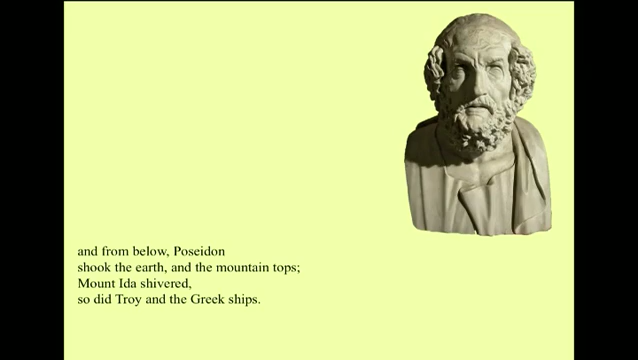 and from below, Poseidon
shook the earth, and the mountain tops;
Mount Ida shivered,
so did Troy and the Greek ships.